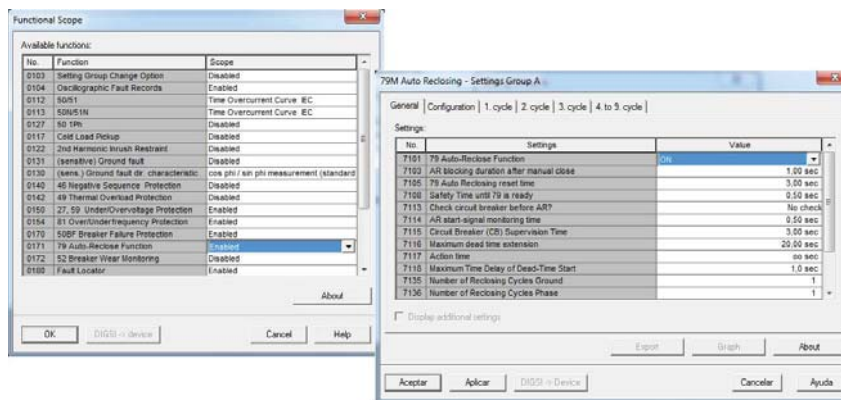 Functional Scope
Available functions:
No. Function Scope
0103 Setting Group Change Option Disabled
0104 Oscillographic Fault Records Enabled
0112 50/51 Time Overcurrent Curve IEC
0113 50N/51N Time Overcurrent Curve IEC
0127 50 1Ph Disabled
0117 Cold Load Pickup Disabled
0122 2nd Harmonic Inrush Restraint Disabled
0131 (sensitive) Ground fault Disabled
0130 (sens.) Ground fault dir. characteristic cos phi / sin phi measurement (standard
0140 46 Negative Sequence Protection Disabled
0142 49 Thermal Overload Protection Disabled
0150 27, 59 Under/Overvoltage Protection Enabled
0154 81 Over/Underfrequency Protection Enabled
0170 50BF Breaker Failure Protection Enabled
0171 79 Auto-Reclose Function Enabled
0172 52 Breaker Wear Monitoring Disabled
0180 Fault Locator Enabled
About
OK DIGSI -> device Cancel Help
79M Auto Reclosing - Settings Group A
General Configuration 1. cycle 2. cycle 3. cycle 4. to 9. cycle
Settings:
No. Settings Value
7101 79 Auto-Reclose Function ON
7103 AR blocking duration after manual close 1,00 sec
7105 79 Auto Reclosing reset time 3,00 sec
7108 Safety Time until 79 is ready 0,50 sec
7113 Check circuit breaker before AR? No check
7114 AR start-signal monitoring time 0,50 sec
7115 Circuit Breaker (CB) Supervision Time 3,00 sec
7116 Maximum dead time extension 20,00 sec
7117 Action time oo sec
7118 Maximum Time Delay of Dead-Time Start 1,0 sec
7135 Number of Reclosing Cycles Ground 1
7136 Number of Reclosing Cycles Phase 1
Display additional settings
Export Graph About
Aceptar Aplicar DIGSI -> Device Cancelar Ayuda